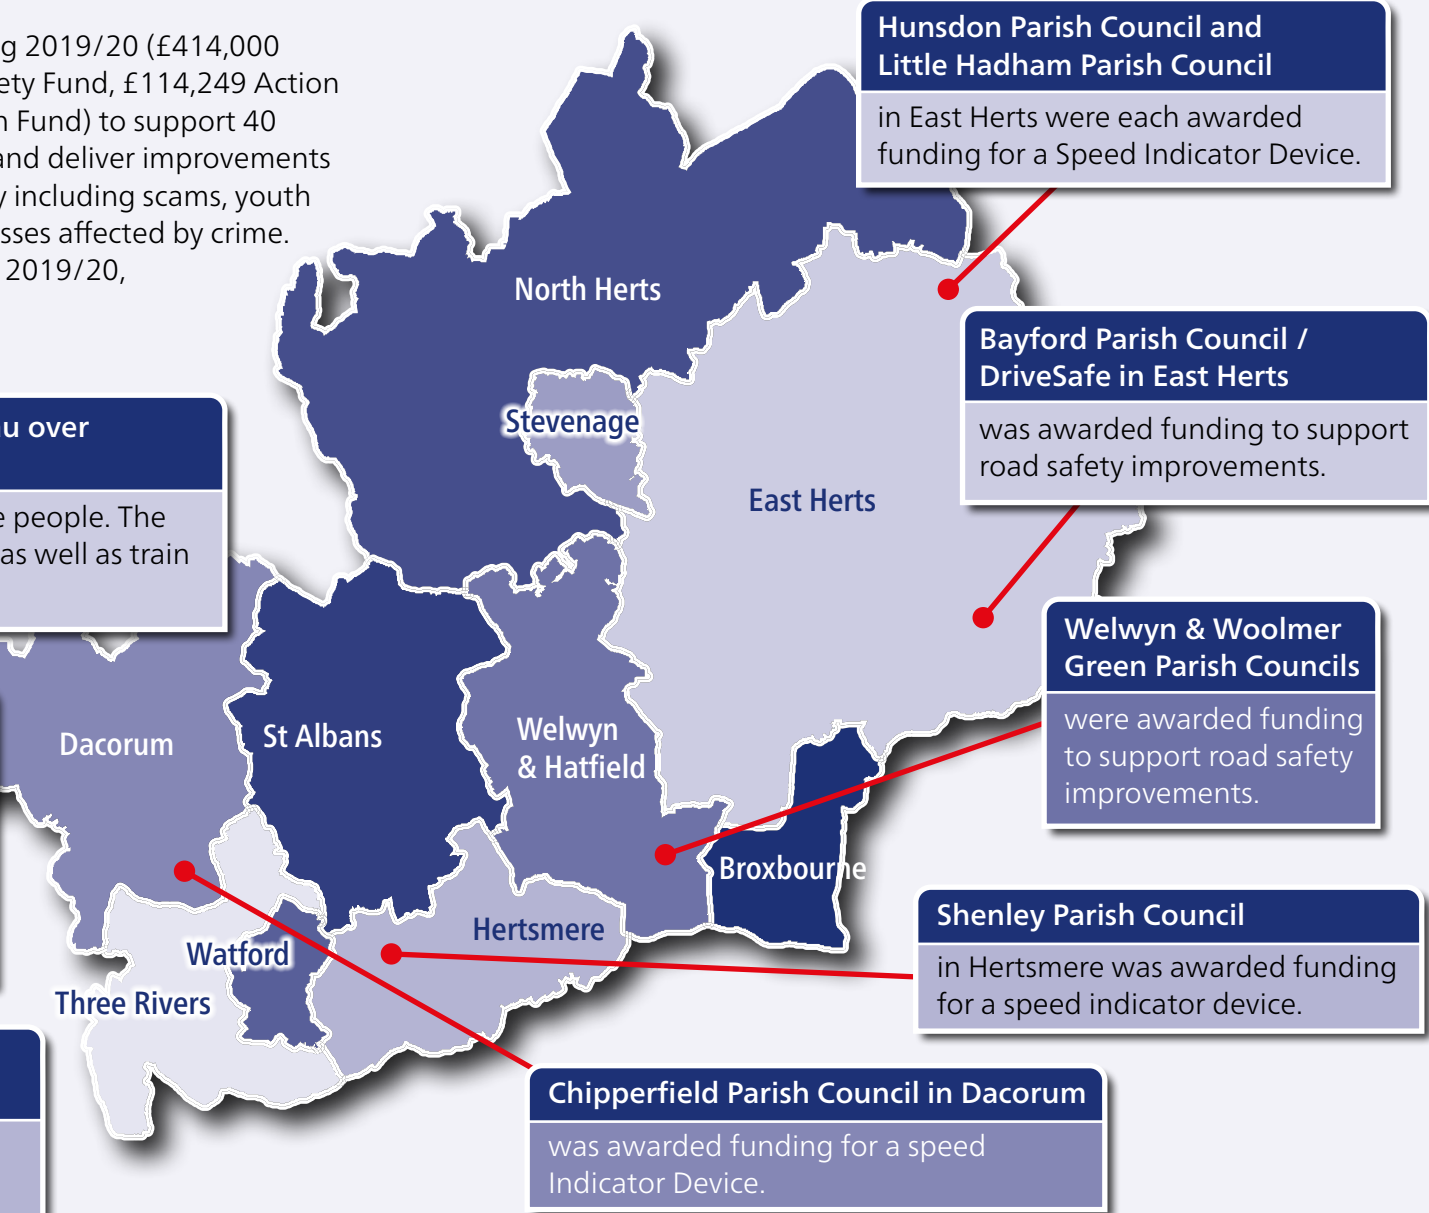 2019/20 (£414,000
Fund, £114,249 Action
Fund) to support 40
and deliver improvements
including scams, youth
affected by crime.
2019/20,
Hunsdon Parish Council and
Little Hadham Parish Council
in East Herts were each awarded
funding for a Speed Indicator Device.
North Herts
Bayford Parish Council /
DriveSafe in East Herts
was awarded funding to support
road safety improvements.
Stevenage
over
East Herts
people. The
as well as train
Welwyn & Woolmer
Green Parish Councils
were awarded funding
to support road safety
improvements.
Dacorum
St Albans
Welwyn
& Hatfield
Broxbourne
Shenley Parish Council
in Hertsmere was awarded funding
for a speed indicator device.
Hertsmere
Watford
Three Rivers
Chipperfield Parish Council in Dacorum
was awarded funding for a speed
Indicator Device.